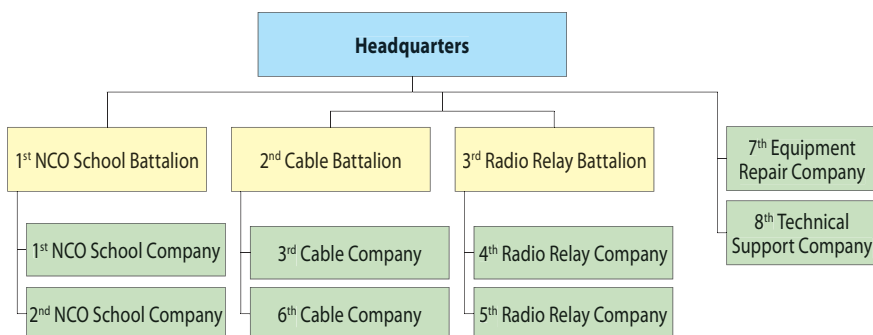 Headquarters
1st NCO School Battalion
2nd Cable Battalion
3rd Radio Relay Battalion
7th Equipment
Repair Company
8th Technical
Support Company
1st NCO School Company
3rd Cable Company
4th Radio Relay Company
2nd NCO School Company
6th Cable Company
5th Radio Relay Company